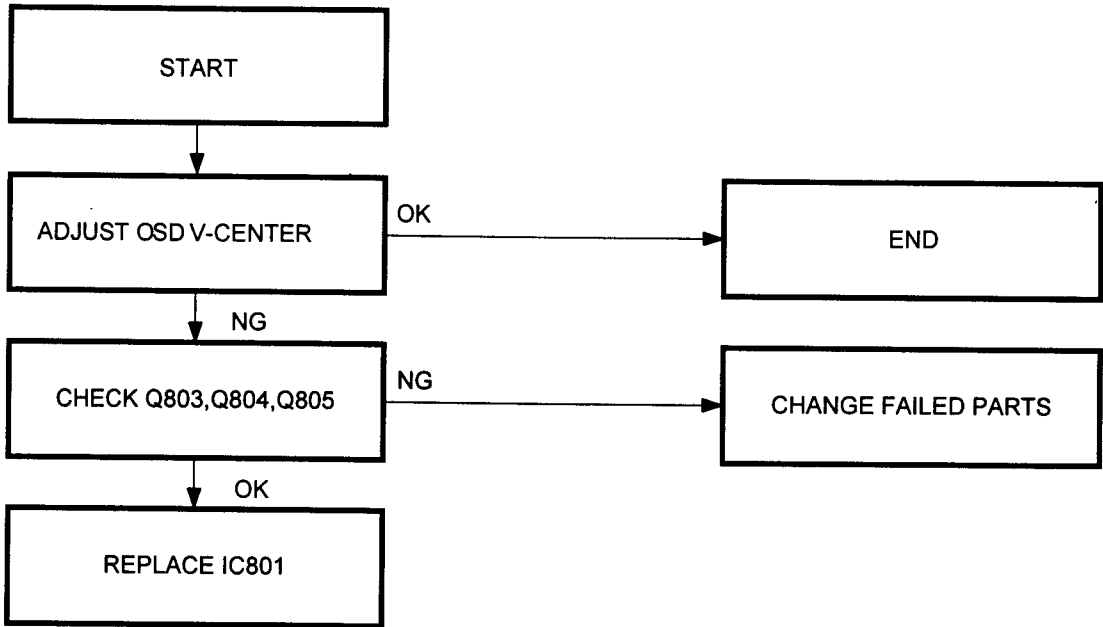 START
ADJUST OSD V-CENTER
OK
END
NG
CHECK Q803,Q804,Q805
NG
CHANGE FAILED PARTS
OK
REPLACE IC801